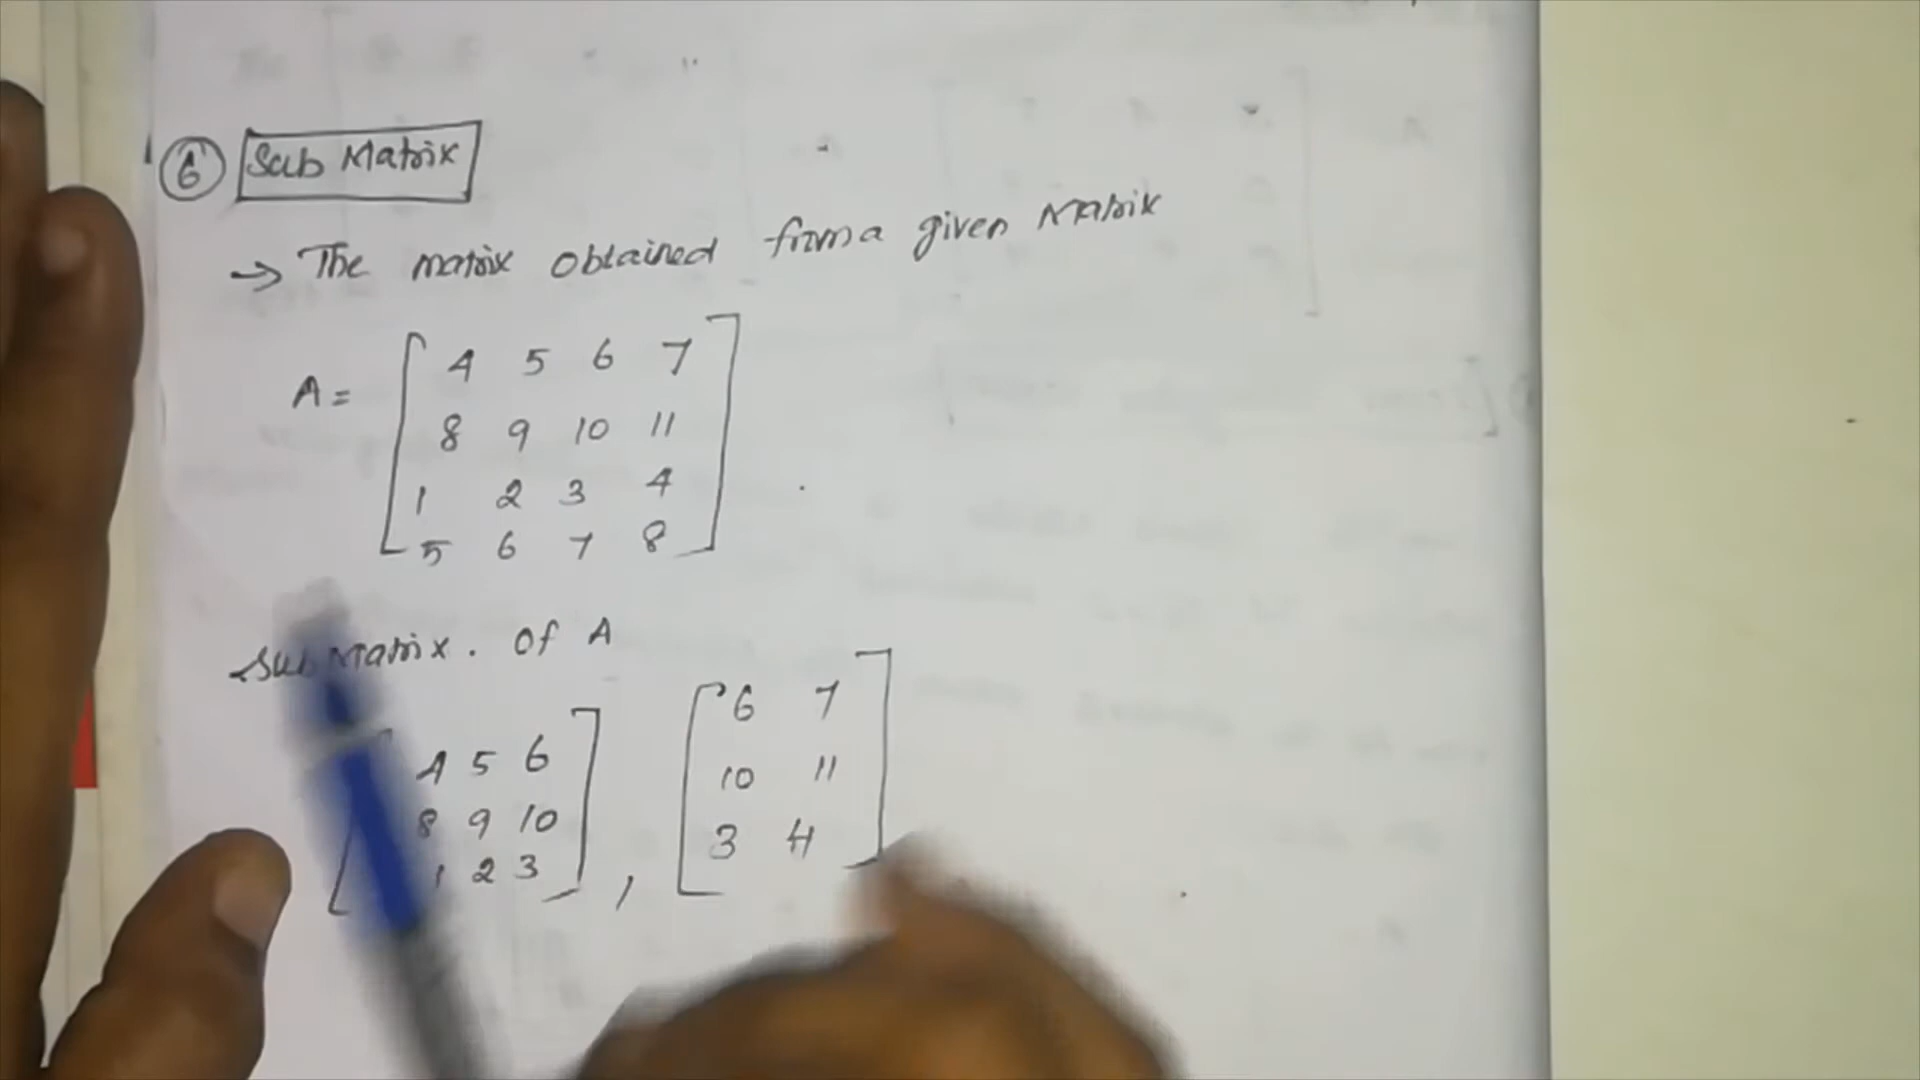 6 Sub Matrix
→ The matrix obtained from a given Matrix
A = [ 4 5 6 7
8 9 10 11
1 2 3 4
5 6 7 8 ]
Sub Matrix. Of A
[ 4 5 6
8 9 10
1 2 3 ] , [ 6 7
10 11
3 4 ]